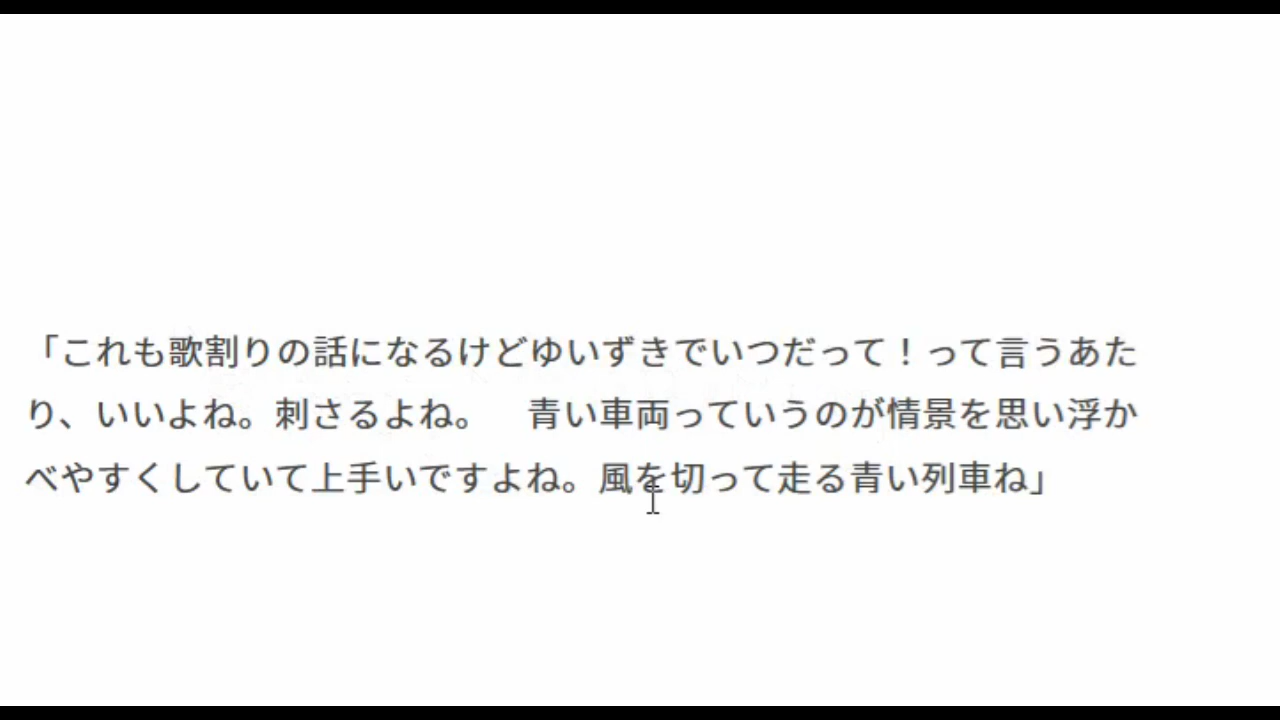 「これも歌割りの話になるけどゆいずきでいつだって！って言うあた
り、いいよね。刺さるよね。　青い車両っていうのが情景を思い浮か
べやすくしていて上手いですよね。風を切って走る青い列車ね」